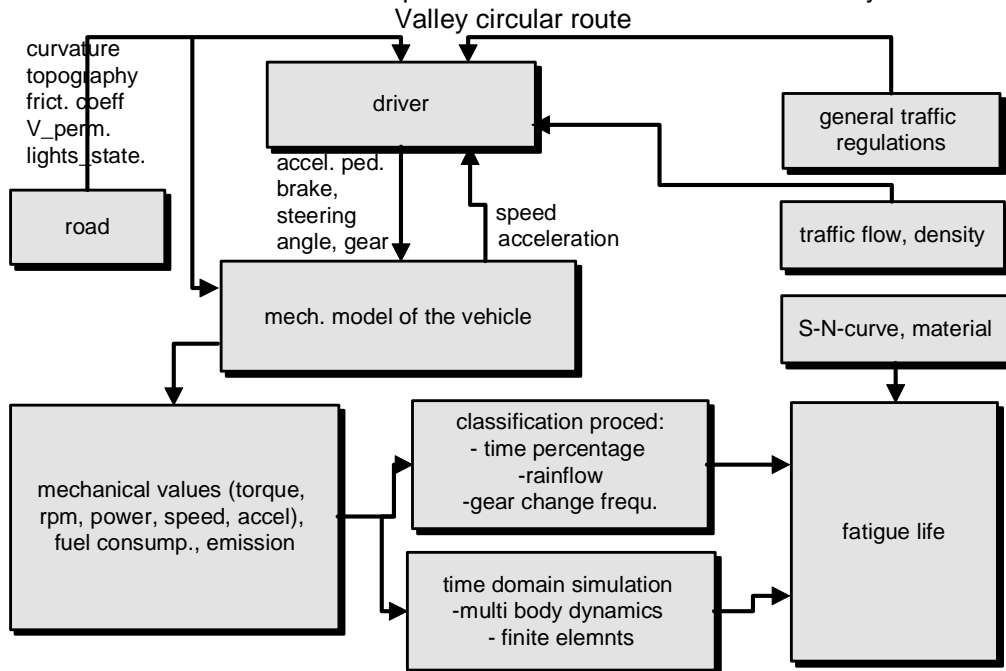 Valley circular route
curvature
topography
frict. coeff
V_perm.
lights_state.
driver
general traffic
regulations
road
accel. ped.
brake,
steering
angle, gear
speed
acceleration
traffic flow, density
mech. model of the vehicle
S-N-curve, material
mechanical values (torque,
rpm, power, speed, accel),
fuel consump., emission
classification proced:
- time percentage
-rainflow
-gear change frequ.
time domain simulation
-multi body dynamics
- finite elemnts
fatigue life